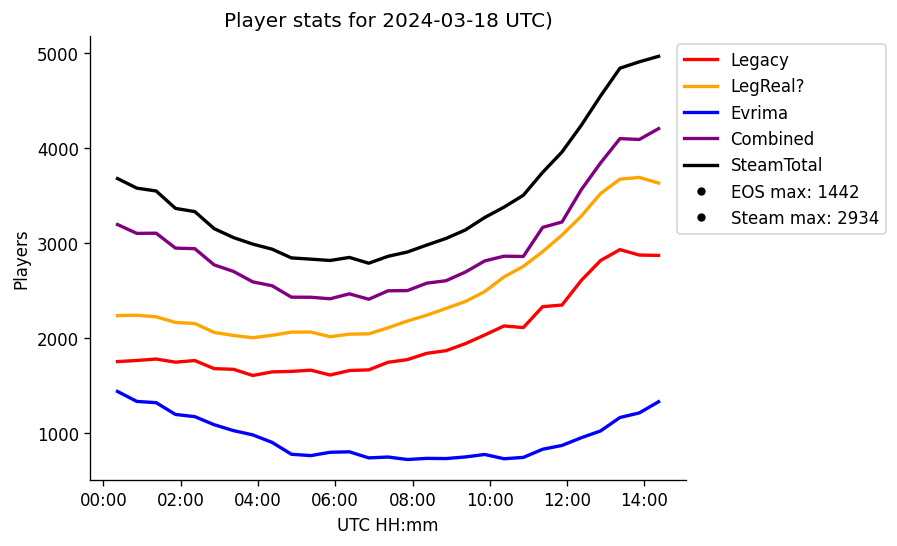 Player stats for 2024-03-18 UTC)
5000
4000
3000
2000
1000
Players
00:00 02:00 04:00 06:00 08:00 10:00 12:00 14:00
UTC HH:mm
Legacy
LegReal?
Evrima
Combined
SteamTotal
EOS max: 1442
Steam max: 2934